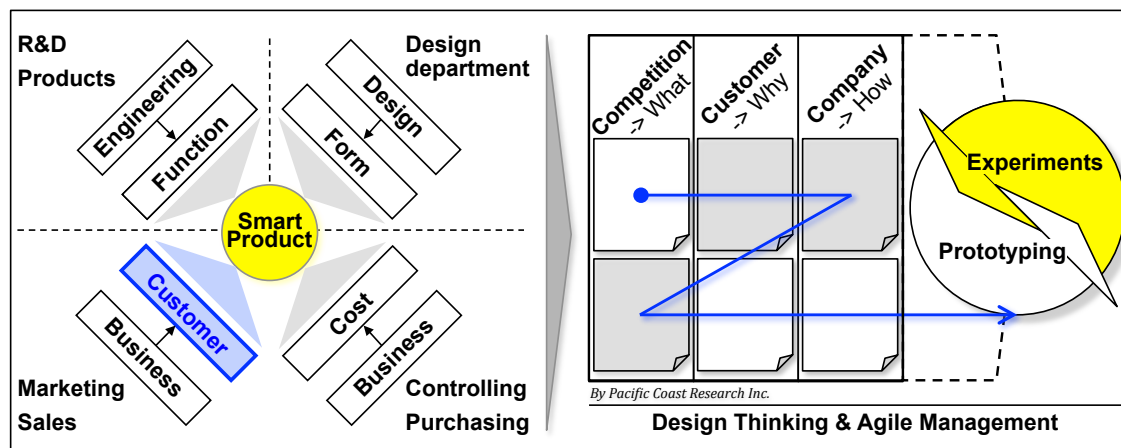 R&D
Products
Engineering
Function
Design
department
Design
Form
Smart
Product
Customer
Business
Marketing
Sales
Cost
Business
Controlling
Purchasing
Competition
-> What
Customer
-> Why
Company
-> How
Experiments
Prototyping
By Pacific Coast Research Inc.
Design Thinking & Agile Management